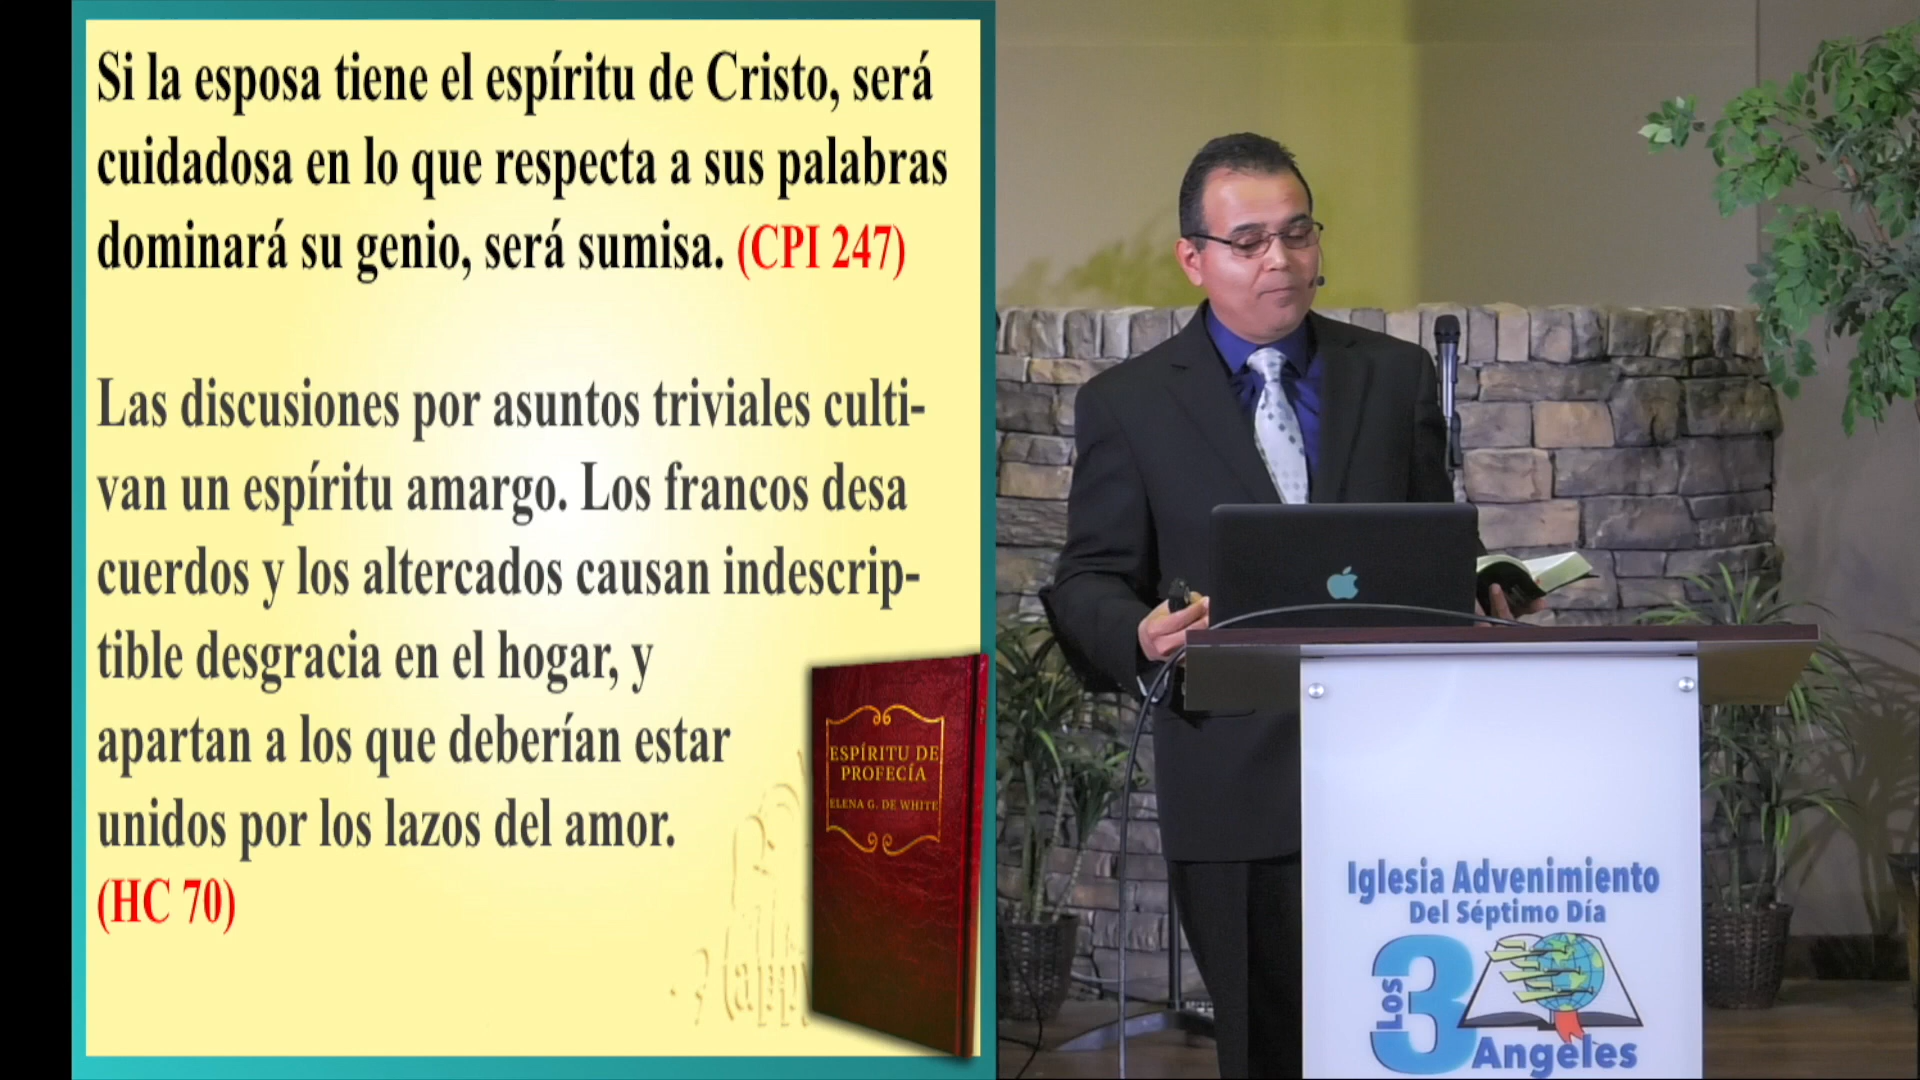 Si la esposa tiene el espíritu de Cristo, será
cuidadosa en lo que respecta a sus palabras
dominará su genio, será sumisa. (CPI 247)
Las discusiones por asuntos triviales culti-
van un espíritu amargo. Los francos desa
cuerdos y los altercados causan indescrip-
tible desgracia en el hogar, y
apartan a los que deberían estar
unidos por los lazos del amor.
(HC 70)
ESPÍRITU DE
PROFECÍA
ELENA G. DE WHITE
Iglesia Advenimiento
Del Séptimo Día
Los 3
Angeles